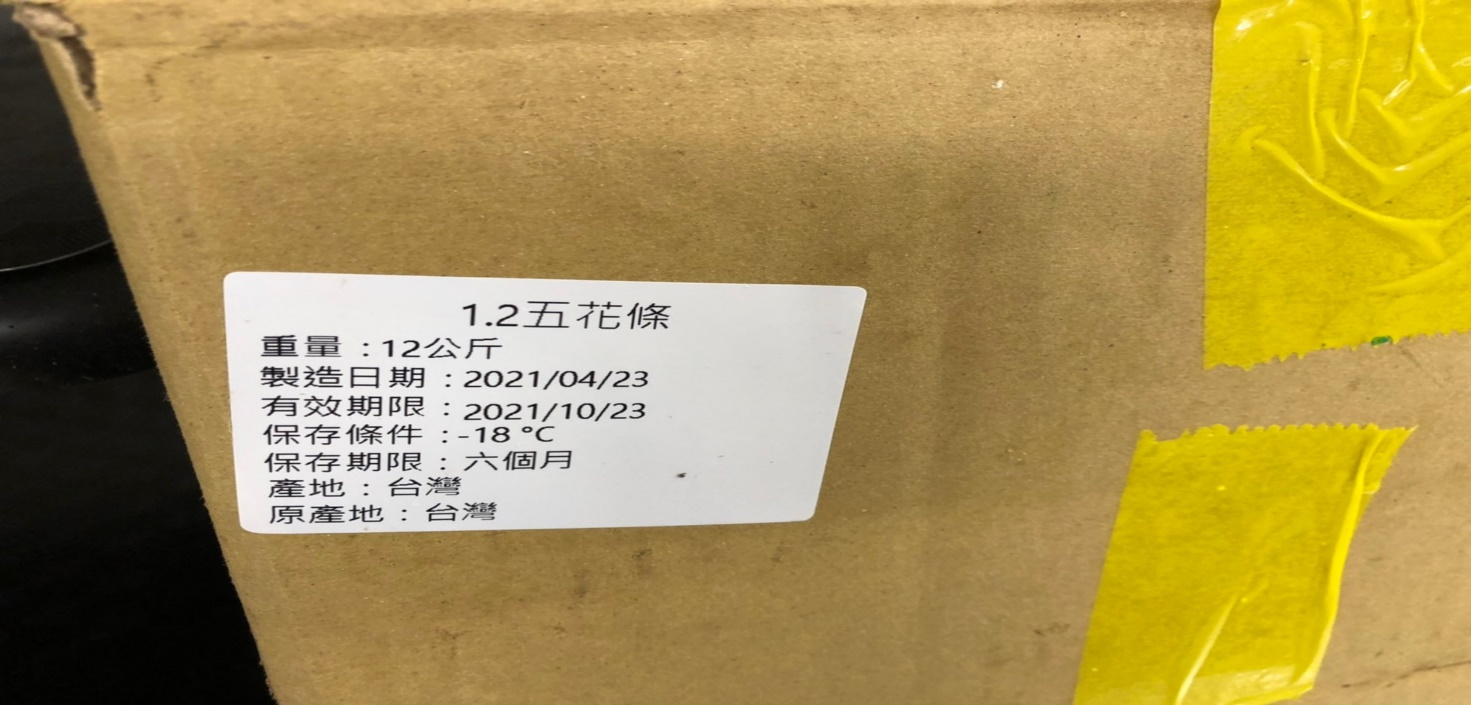 1.2五花條
重量 :12公斤
製造日期 : 2021/04/23
有效期限 : 2021/10/23
保存條件 : -18 °C
保存期限 : 六個月
產地 : 台灣
原產地 : 台灣